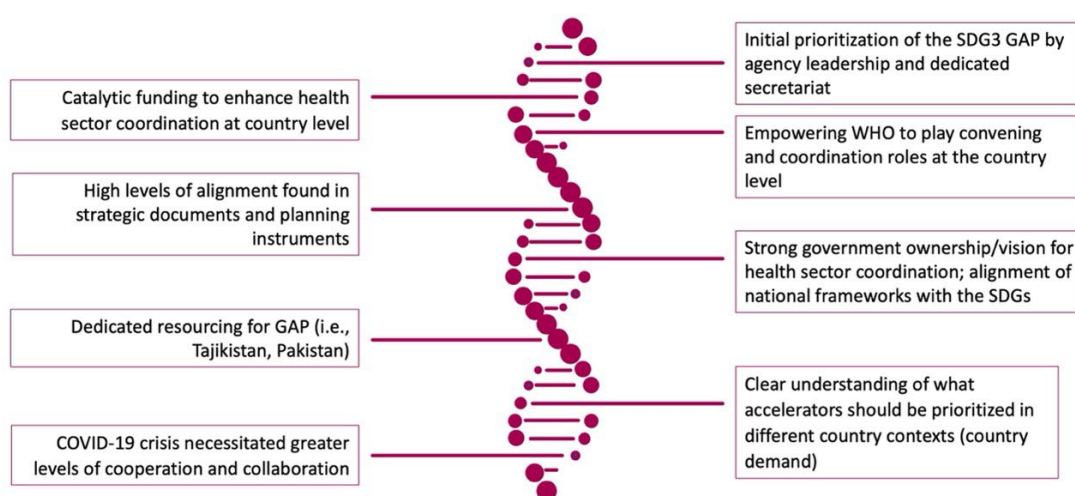 Initial prioritization of the SDG3 GAP by
agency leadership and dedicated
secretariat
Catalytic funding to enhance health
sector coordination at country level
Empowering WHO to play convening
and coordination roles at the country
level
High levels of alignment found in
strategic documents and planning
instruments
Strong government ownership/vision for
health sector coordination; alignment of
national frameworks with the SDGs
Dedicated resourcing for GAP (i.e.,
Tajikistan, Pakistan)
Clear understanding of what
accelerators should be prioritized in
different country contexts (country
demand)
COVID-19 crisis necessitated greater
levels of cooperation and collaboration